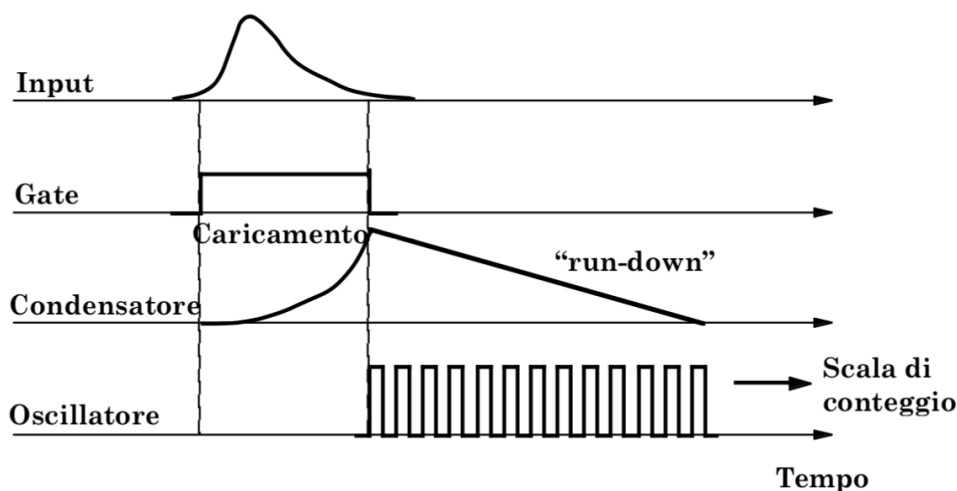 Input
Gate
Caricamento
“run-down”
Condensatore
Scala di
conteggio
Oscillatore
Tempo